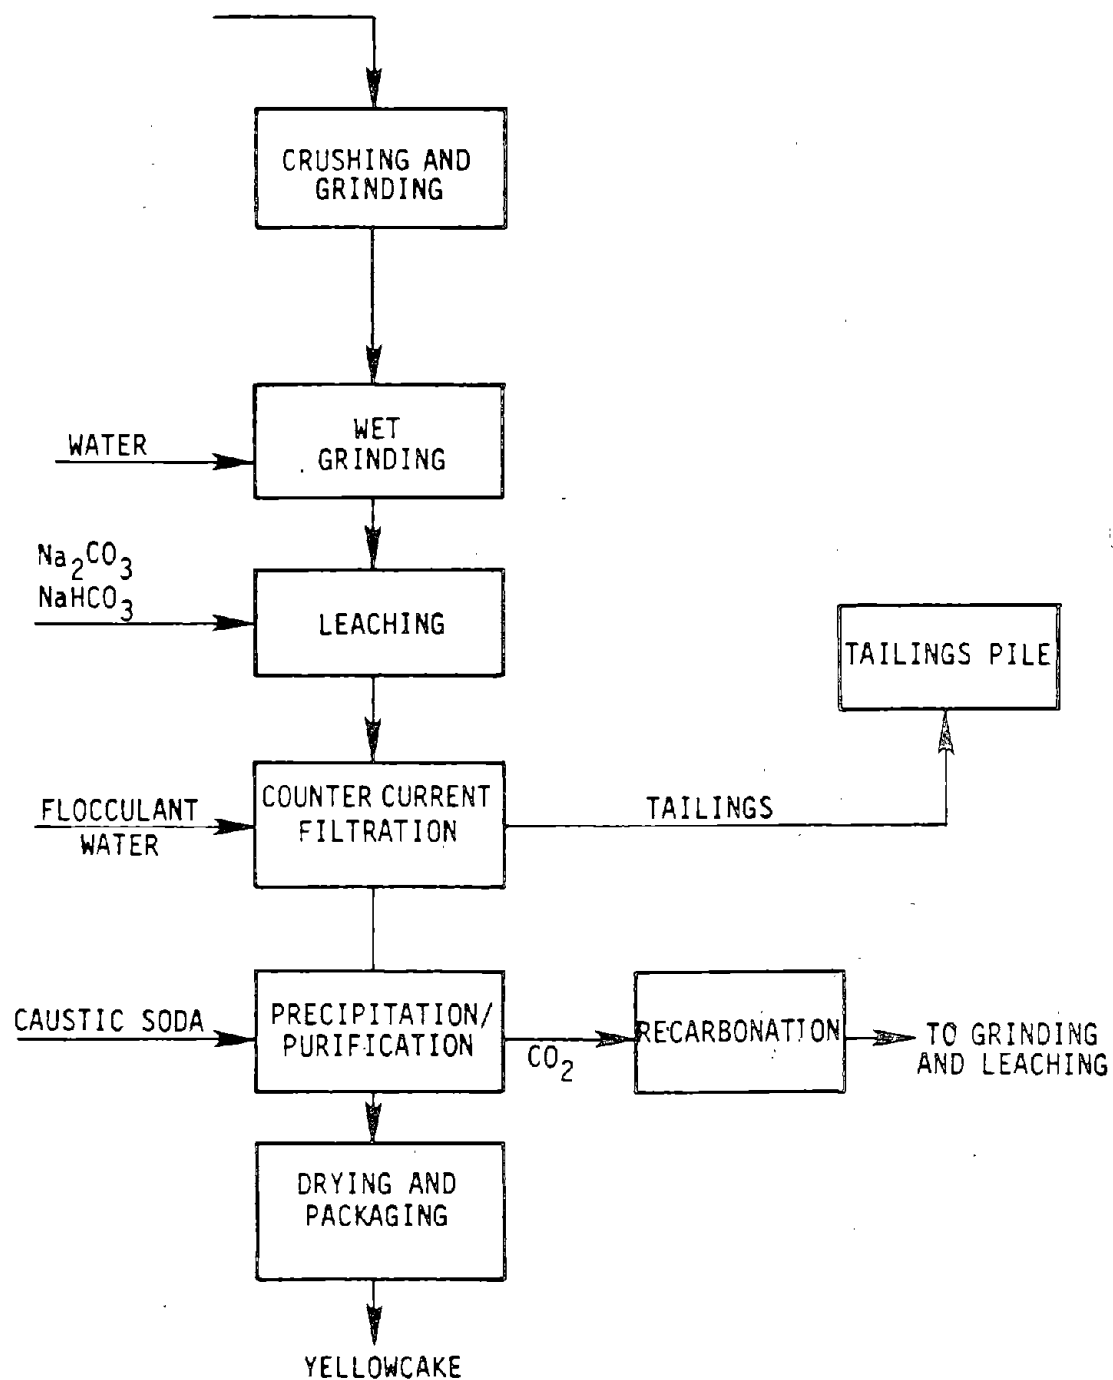 CRUSHING AND
GRINDING
WET
GRINDING
WATER
Na₂CO₃
NaHCO₃
LEACHING
TAILINGS PILE
FLOCCULANT
WATER
COUNTER CURRENT
FILTRATION
TAILINGS
CAUSTIC SODA
PRECIPITATION/
PURIFICATION
CO₂
RECARBONATION
TO GRINDING
AND LEACHING
DRYING AND
PACKAGING
YELLOWCAKE